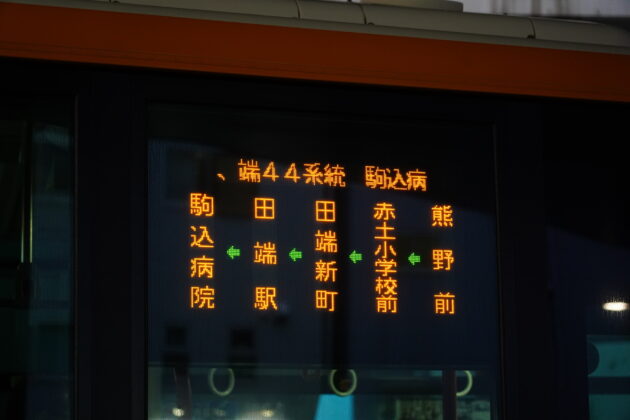 、端44系統　駒込病
熊野前
赤土小学校前
田端新町
田端駅
駒込病院